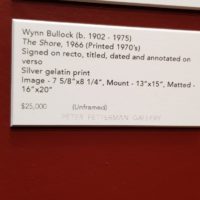 Wynn Bullock (b. 1902 - 1975)
The Shore, 1966 (Printed 1970's)
Signed on recto, titled, dated and annotated on
verso
Silver gelatin print
Image - 7 5/8"x8 1/4", Mount - 13"x15", Matted -
16"x20"
$25,000 (Unframed)
PETER FETTERMAN GALLERY